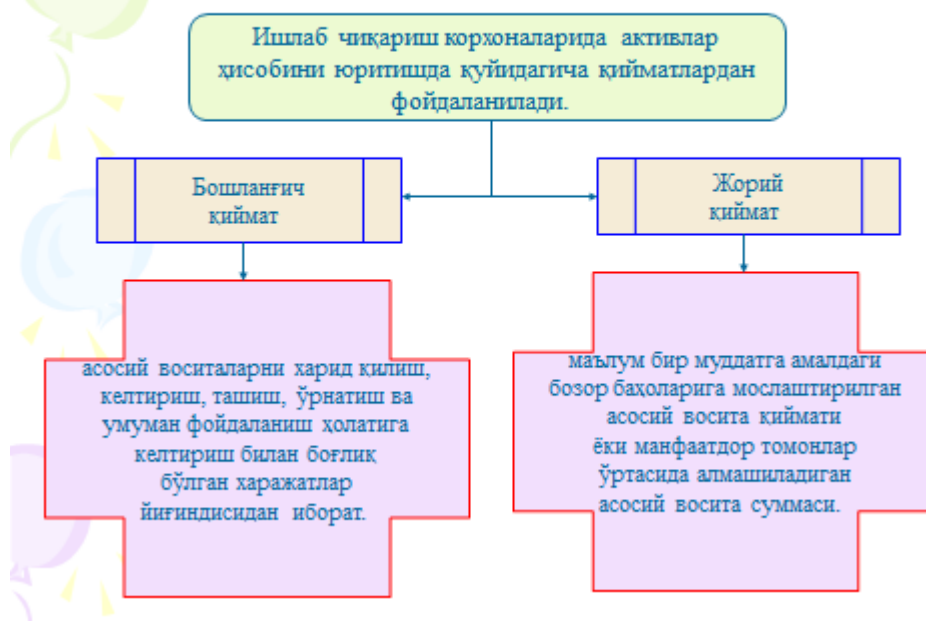 Ишлаб чиқариш корхоналарида активлар
ҳисобини юритишда қуйидагича қийматлардан
фойдаланилади.
Бошланғич
қиймат
Жорий
қиймат
асосий воситаларни харид қилиш,
келтириш, ташиш, ўрнатиш ва
умуман фойдаланиш ҳолатига
келтириш билан боғлиқ
бўлган харажатлар
йиғиндисидан иборат.
маълум бир муддатга амалдаги
бозор баҳоларига мослаштирилган
асосий восита қиймати
ёки манфаатдор томонлар
ўртасида алмашиладиган
асосий восита суммаси.